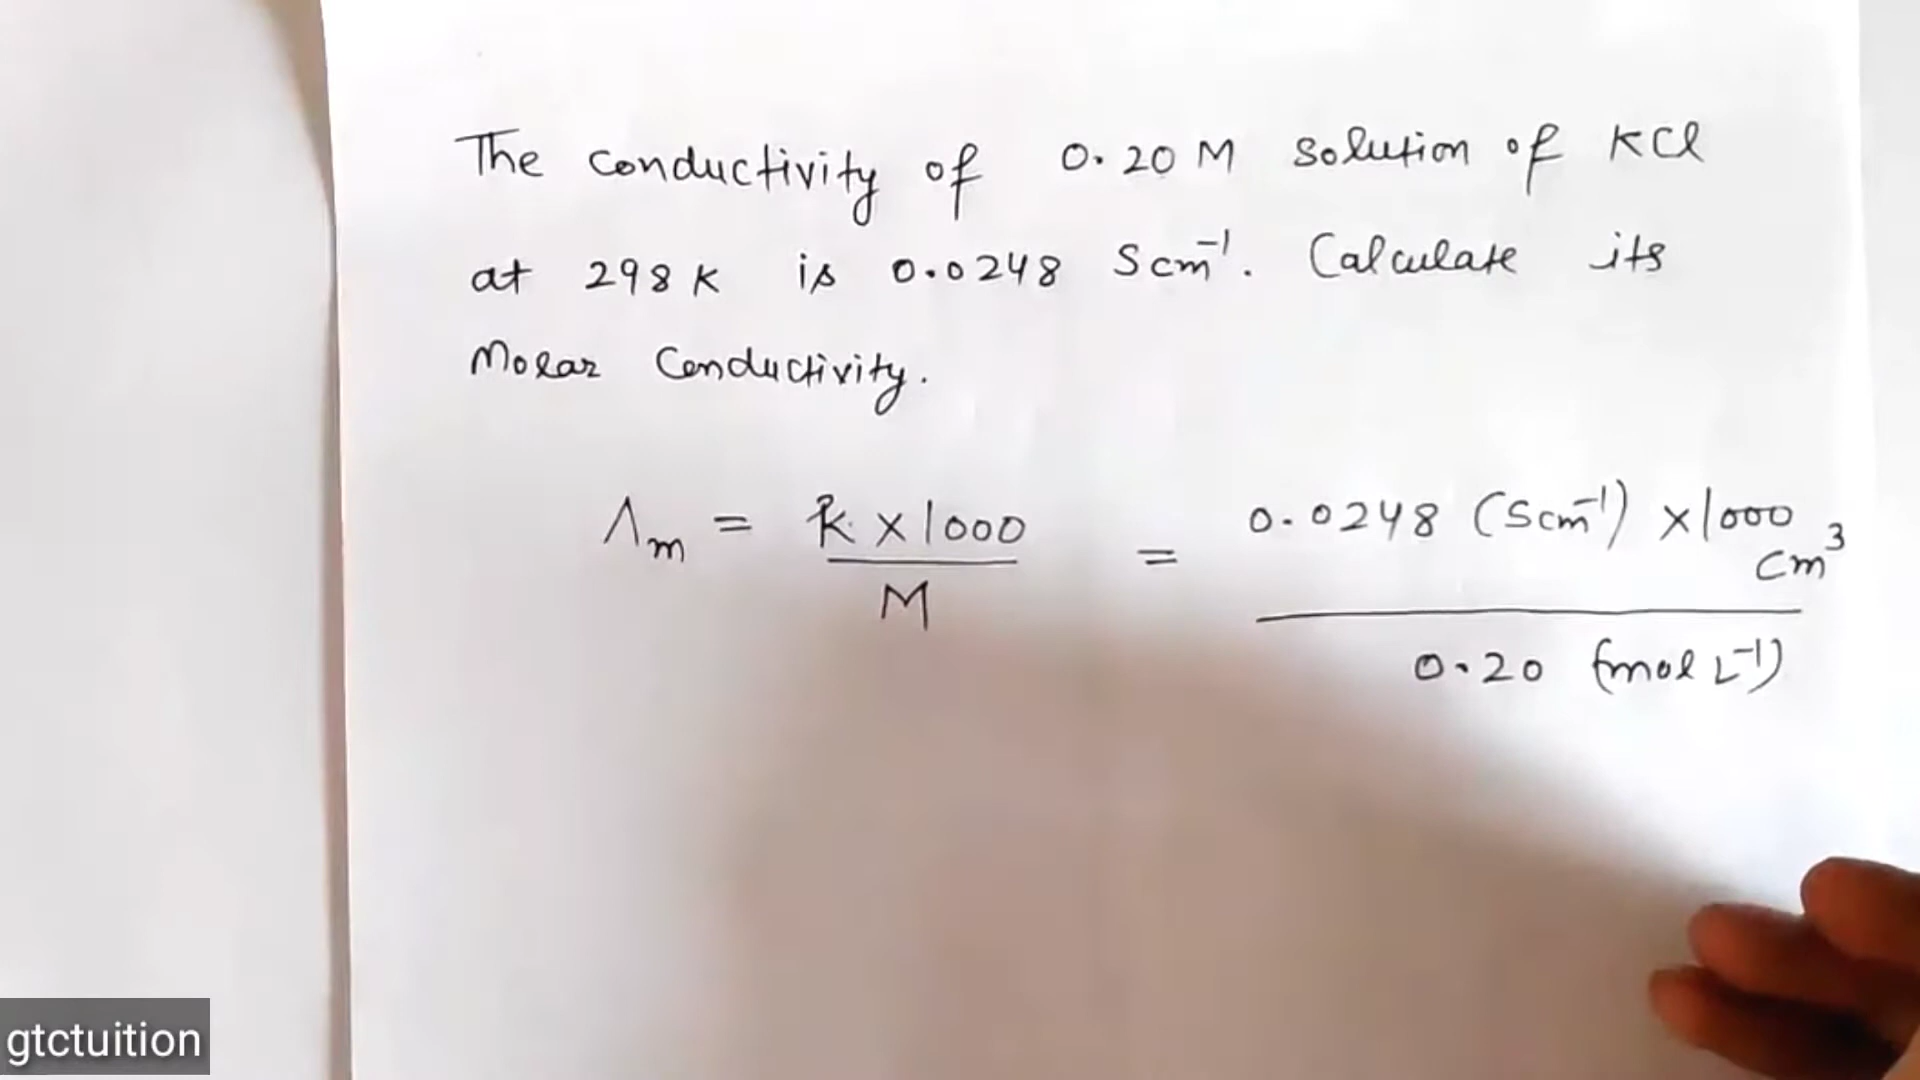 The conductivity of 0.20 M solution of KCl
at 298 K is 0.0248 S cm⁻¹. Calculate its
Molar Conductivity.
Λm = K × 1000 / M = 0.0248 (S cm⁻¹) × 1000 cm³ / 0.20 (mol L⁻¹)
gtctuition